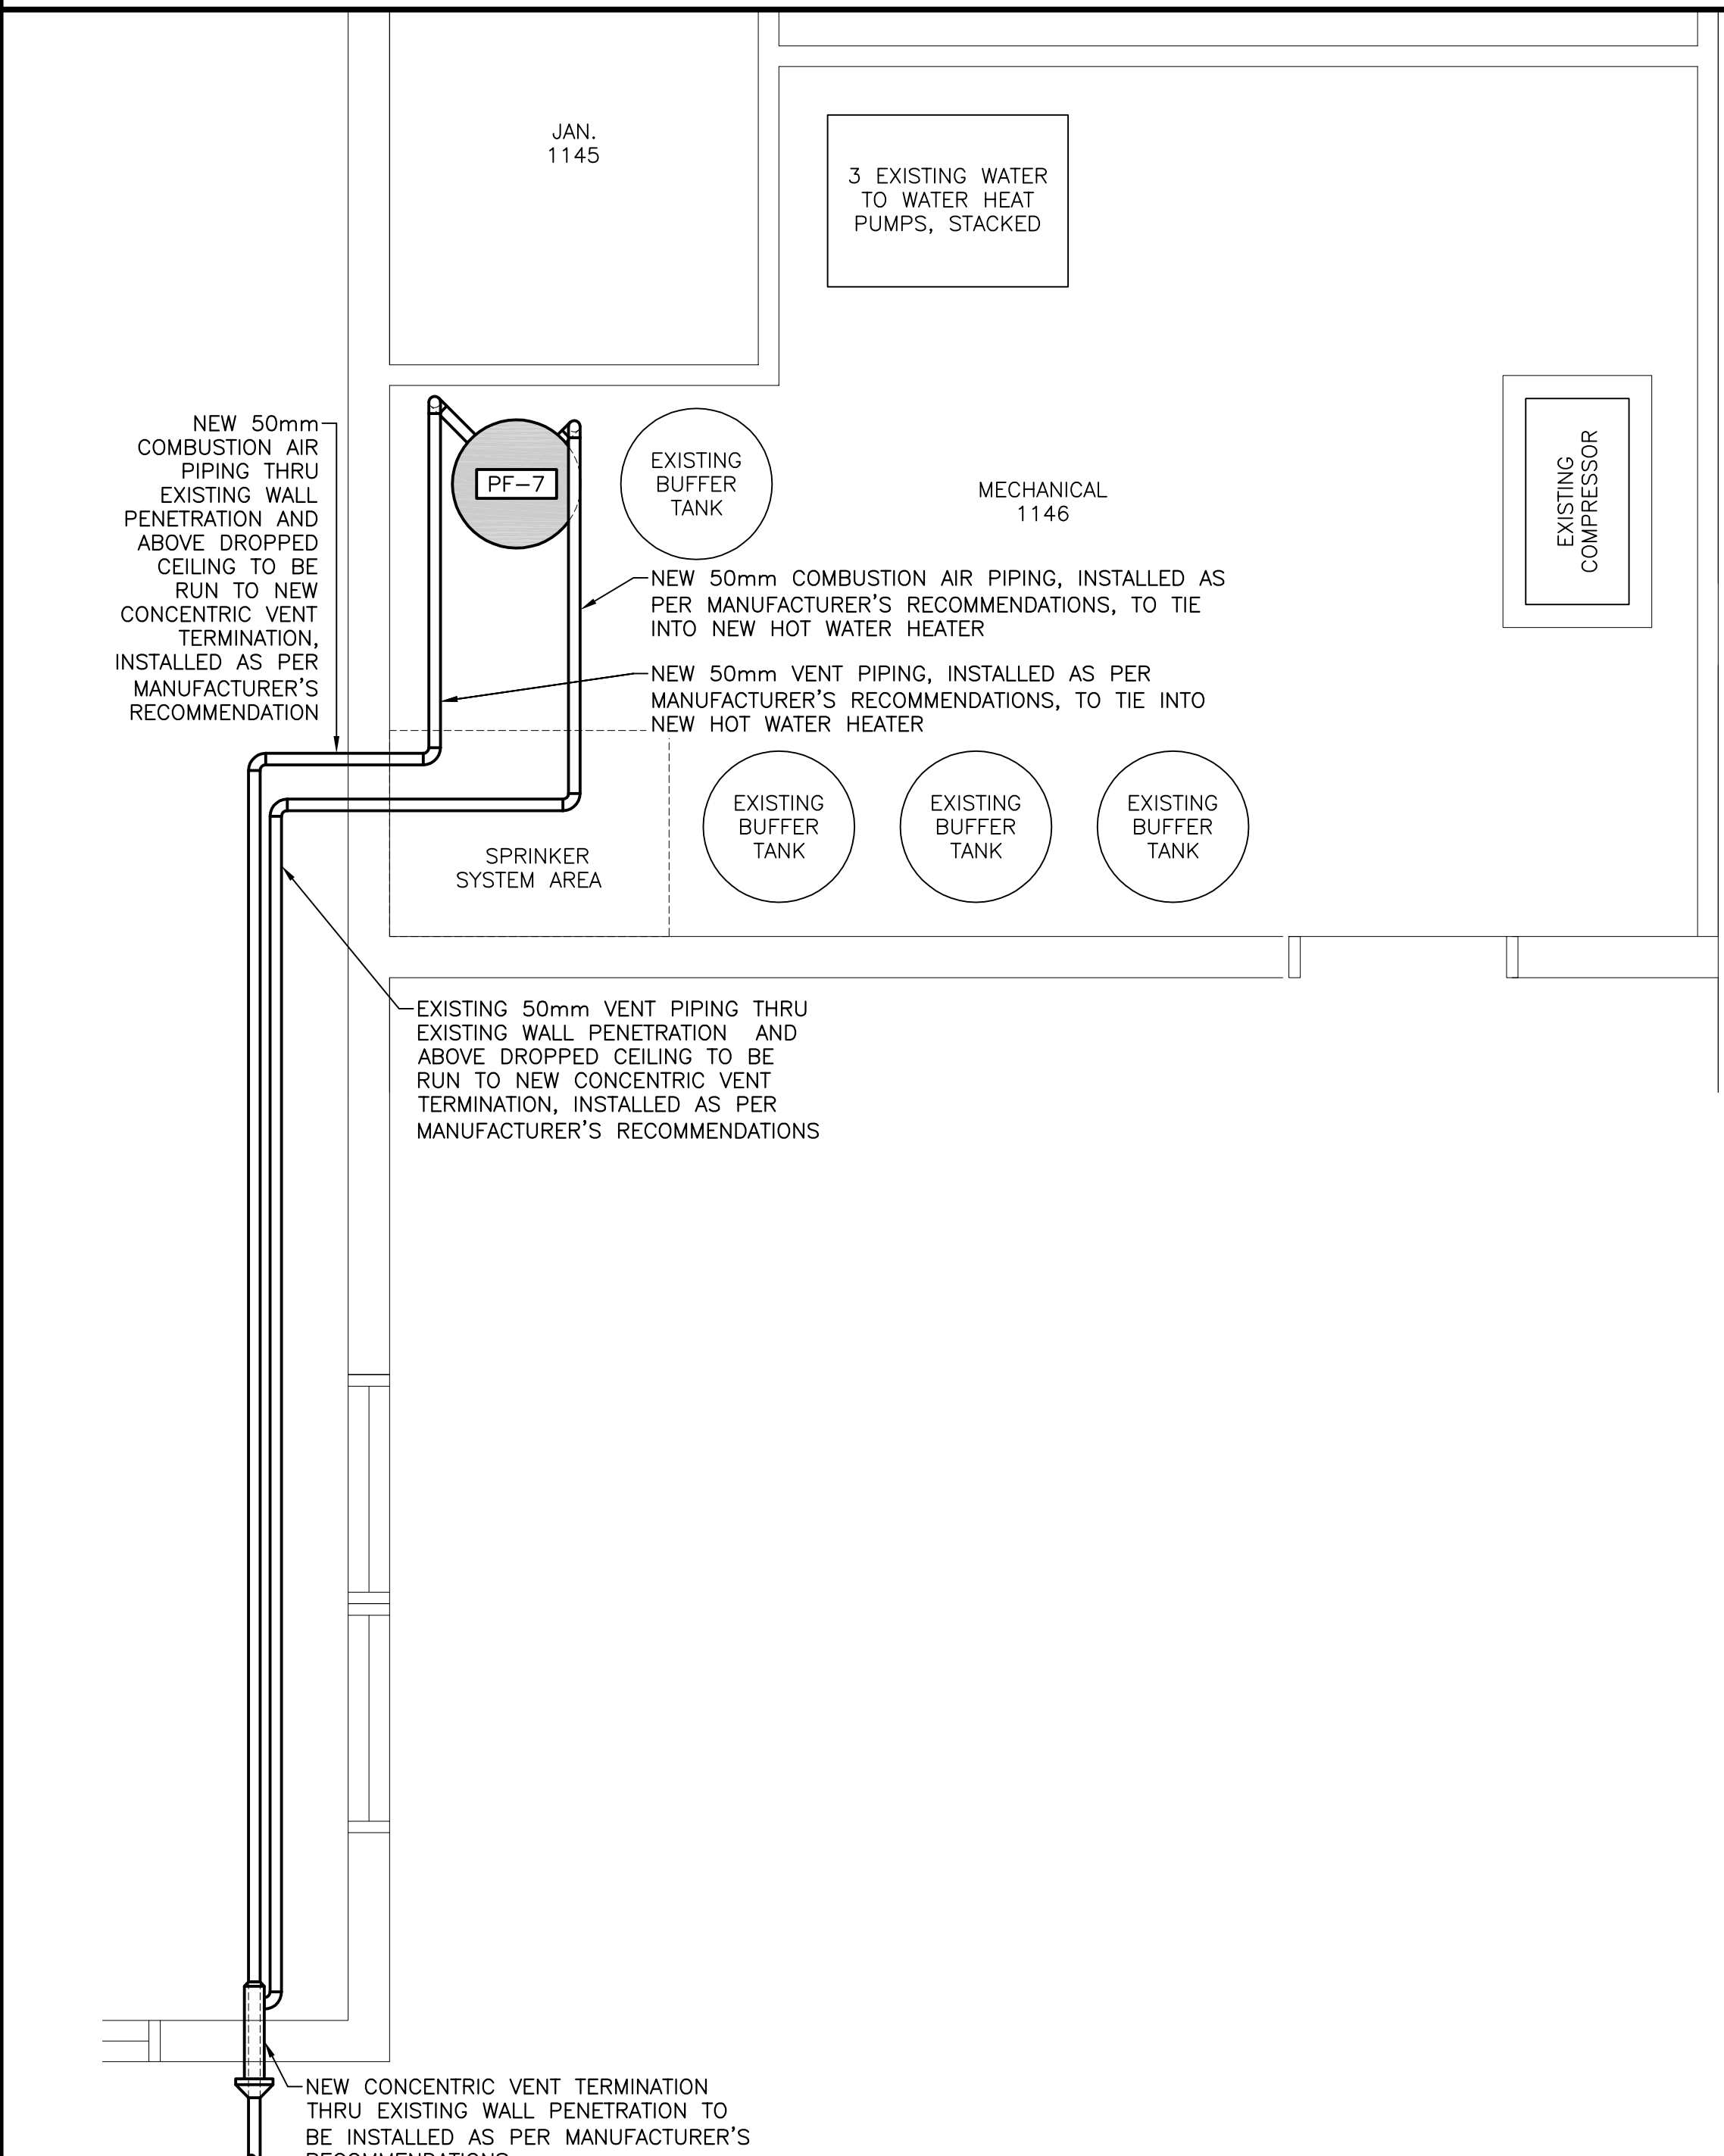 JAN.
1145
3 EXISTING WATER
TO WATER HEAT
PUMPS, STACKED
NEW 50mm
COMBUSTION AIR
PIPING THRU
EXISTING WALL
PENETRATION AND
ABOVE DROPPED
CEILING TO BE
RUN TO NEW
CONCENTRIC VENT
TERMINATION,
INSTALLED AS PER
MANUFACTURER'S
RECOMMENDATION
PF-7
EXISTING
BUFFER
TANK
MECHANICAL
1146
EXISTING
COMPRESSOR
NEW 50mm COMBUSTION AIR PIPING, INSTALLED AS
PER MANUFACTURER'S RECOMMENDATIONS, TO TIE
INTO NEW HOT WATER HEATER
NEW 50mm VENT PIPING, INSTALLED AS PER
MANUFACTURER'S RECOMMENDATIONS, TO TIE INTO
NEW HOT WATER HEATER
EXISTING
BUFFER
TANK
EXISTING
BUFFER
TANK
EXISTING
BUFFER
TANK
SPRINKER
SYSTEM AREA
EXISTING 50mm VENT PIPING THRU
EXISTING WALL PENETRATION AND
ABOVE DROPPED CEILING TO BE
RUN TO NEW CONCENTRIC VENT
TERMINATION, INSTALLED AS PER
MANUFACTURER'S RECOMMENDATIONS
NEW CONCENTRIC VENT TERMINATION
THRU EXISTING WALL PENETRATION TO
BE INSTALLED AS PER MANUFACTURER'S